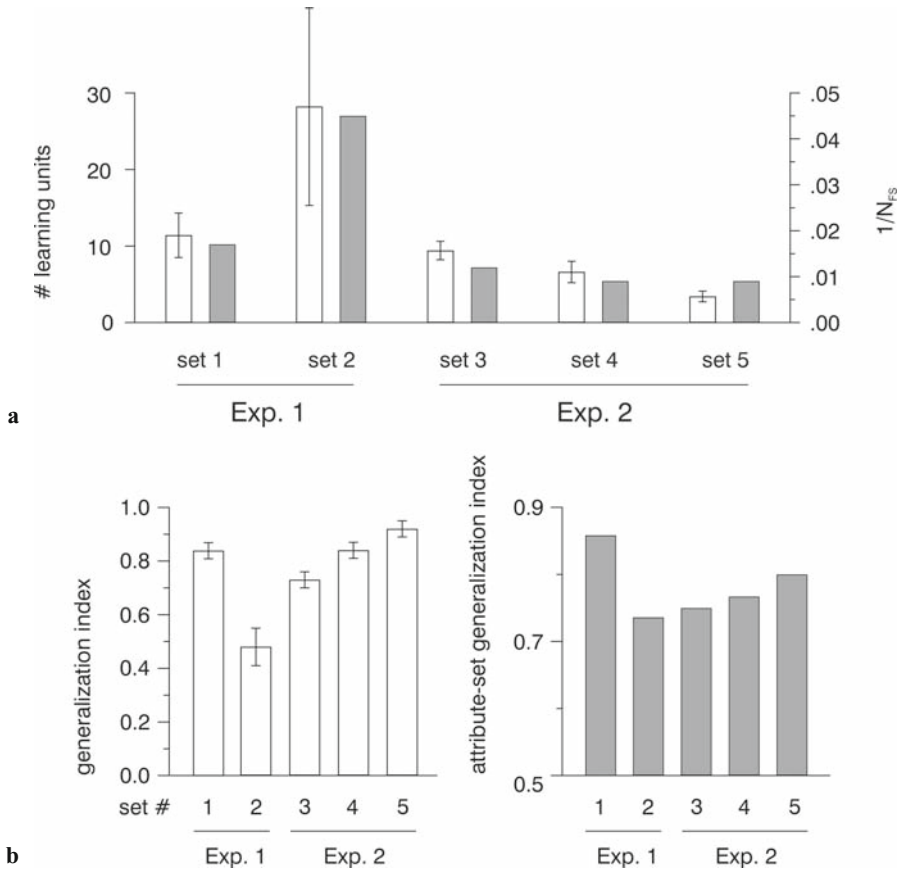 # learning units
30
20
10
0
1/N_FS
.05
.04
.03
.02
.01
.00
set 1 set 2 set 3 set 4 set 5
Exp. 1 Exp. 2
a
generalization index
1.0
0.8
0.6
0.4
0.2
0.0
set # 1 2 3 4 5
Exp. 1 Exp. 2
attribute-set generalization index
0.9
0.7
0.5
1 2 3 4 5
Exp. 1 Exp. 2
b